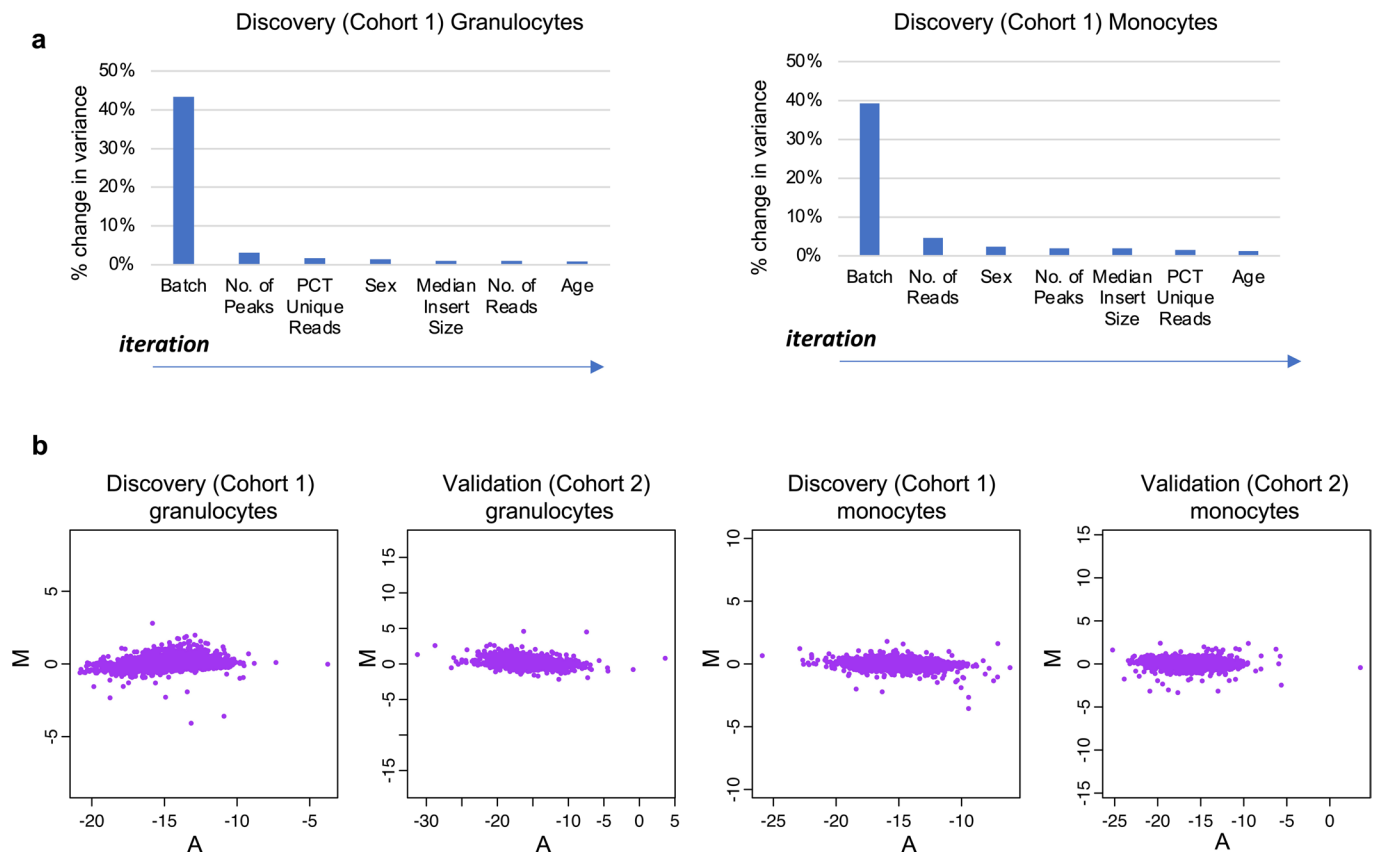 a
Discovery (Cohort 1) Granulocytes
% change in variance
50%
40%
30%
20%
10%
0%
Batch
No. of
Peaks
PCT
Unique
Reads
Sex
Median
Insert
Size
No. of
Reads
Age
iteration
Discovery (Cohort 1) Monocytes
% change in variance
50%
40%
30%
20%
10%
0%
Batch
No. of
Reads
Sex
No. of
Peaks
Median
Insert
Size
PCT
Unique
Reads
Age
iteration
b
Discovery (Cohort 1)
granulocytes
M
5
0
-5
-20 -15 -10 -5
A
Validation (Cohort 2)
granulocytes
15
10
5
0
-5
-15
-30 -20 -10 -5 0 5
A
Discovery (Cohort 1)
monocytes
M
10
5
0
-5
-10
-25 -20 -15 -10
A
Validation (Cohort 2)
monocytes
M
15
10
5
0
-5
-10
-15
-25 -20 -15 -10 -5 0
A